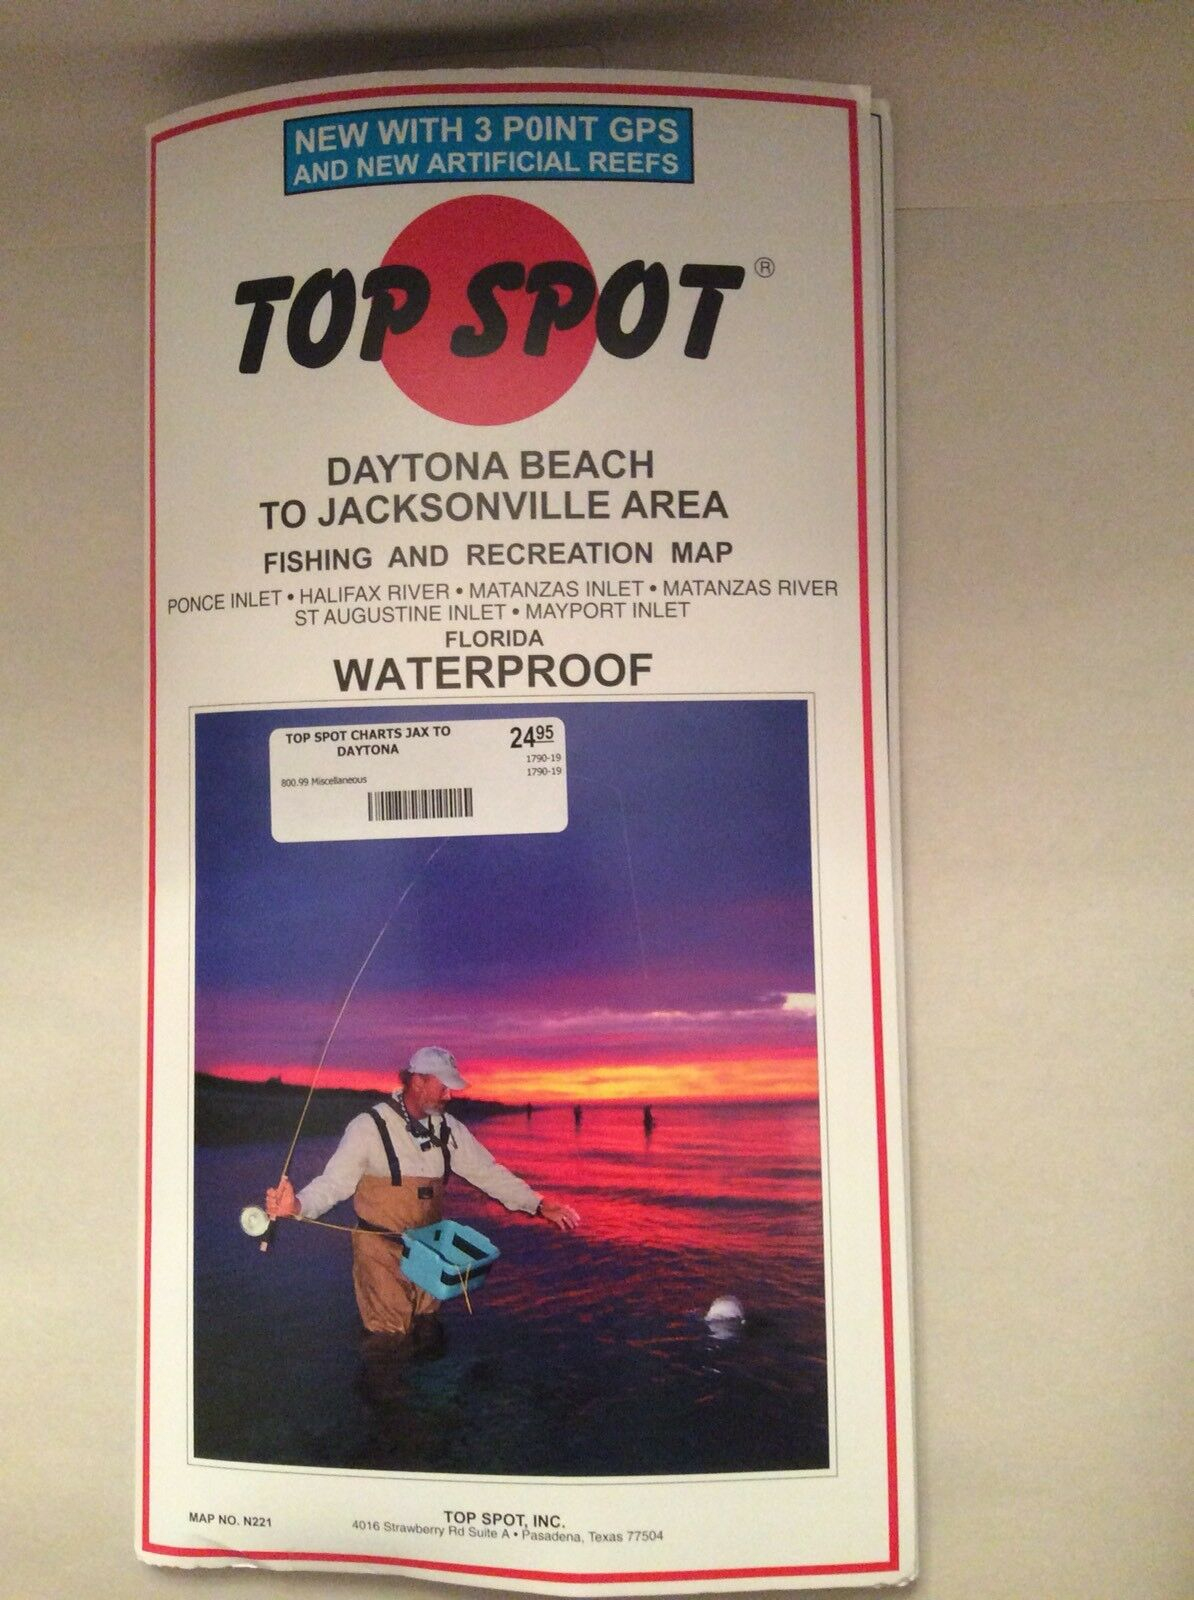 NEW WITH 3 P0INT GPS
AND NEW ARTIFICIAL REEFS
TOP SPOT®
DAYTONA BEACH
TO JACKSONVILLE AREA
FISHING AND RECREATION MAP
PONCE INLET • HALIFAX RIVER • MATANZAS INLET • MATANZAS RIVER
ST AUGUSTINE INLET • MAYPORT INLET
FLORIDA
WATERPROOF
TOP SPOT CHARTS JAX TO
DAYTONA
2495
1790-19
1790-19
800.99 Miscellaneous
MAP NO. N221
TOP SPOT, INC.
4016 Strawberry Rd Suite A • Pasadena, Texas 77504